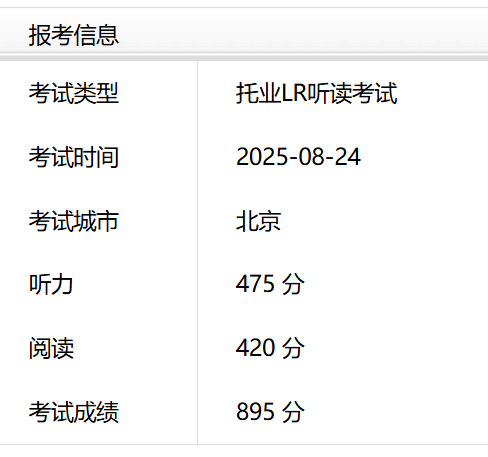 报考信息
考试类型 托业LR听读考试
考试时间 2025-08-24
考试城市 北京
听力 475 分
阅读 420 分
考试成绩 895 分